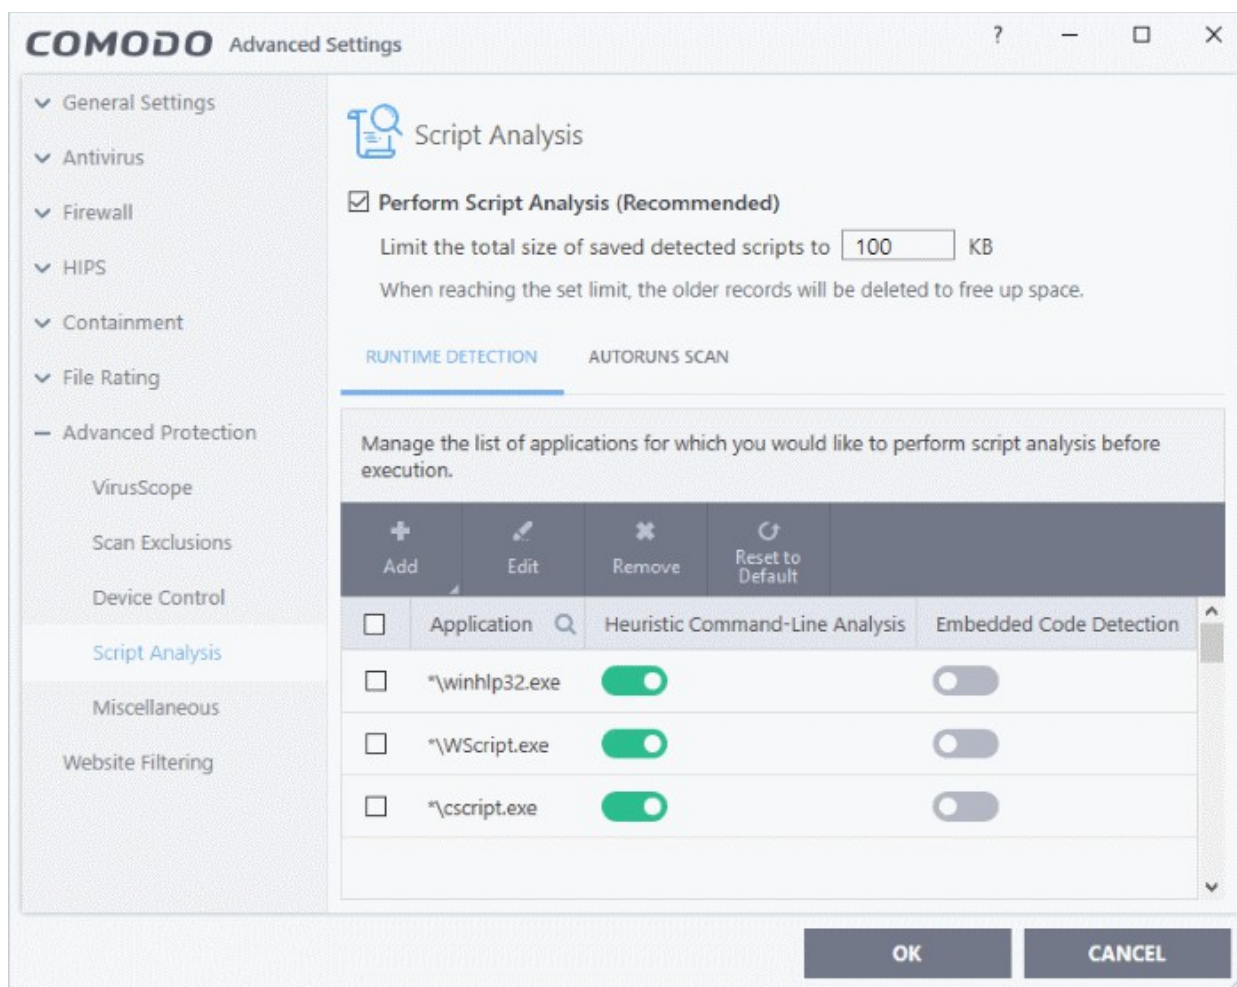 COMODO Advanced Settings ?
General Settings
Antivirus
Firewall
HIPS
Containment
File Rating
Advanced Protection
VirusScope
Scan Exclusions
Device Control
Script Analysis
Miscellaneous
Website Filtering
Script Analysis
Perform Script Analysis (Recommended)
Limit the total size of saved detected scripts to 100 KB
When reaching the set limit, the older records will be deleted to free up space.
RUNTIME DETECTION AUTORUNS SCAN
Manage the list of applications for which you would like to perform script analysis before
execution.
Add Edit Remove Reset to
Default
Application Heuristic Command-Line Analysis Embedded Code Detection
*\winhlp32.exe
*\WScript.exe
*\cscript.exe
OK CANCEL